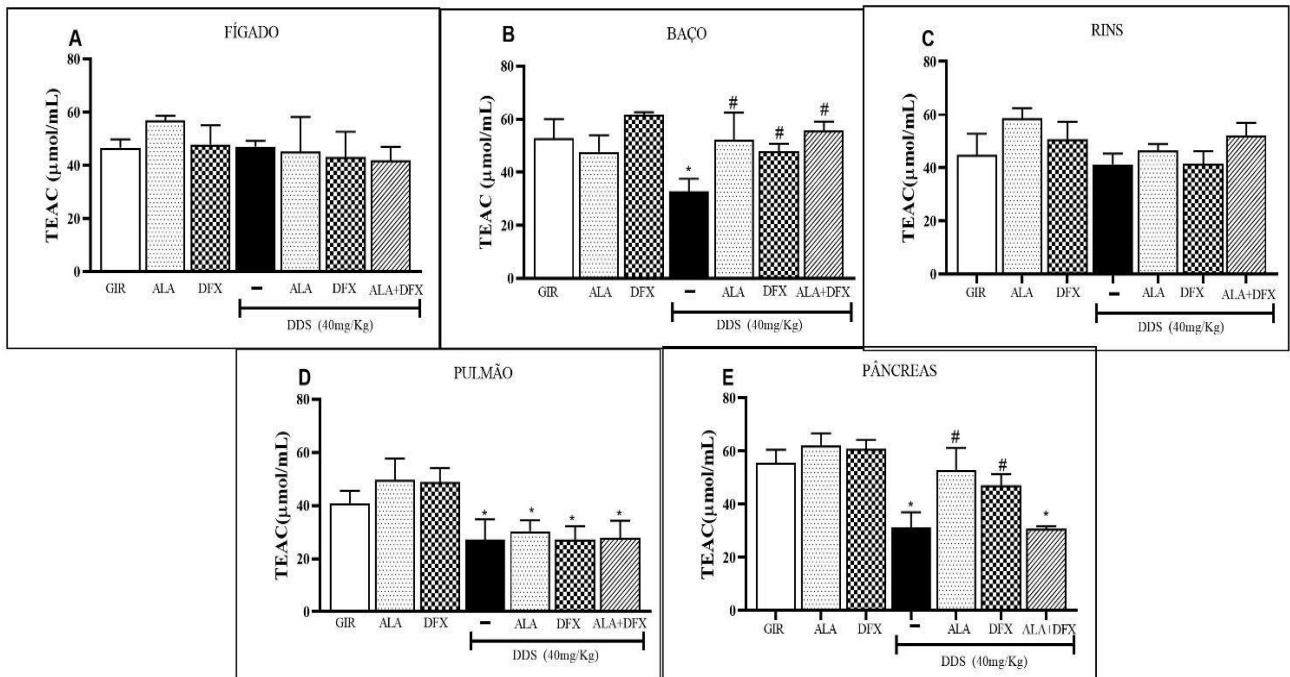 A
FÍGADO
TEAC (µmol/mL)
80
60
40
20
0
GIR ALA DFX - ALA DFX ALA+DFX
DDS (40mg/Kg)
B
BAÇO
TEAC (µmol/mL)
80
60
40
20
0
* # # #
GIR ALA DFX - ALA DFX ALA+DFX
DDS (40mg/Kg)
C
RINS
TEAC(µmol/mL)
80
60
40
20
0
GIR ALA DFX - ALA DFX ALA+DFX
DDS (40mg/Kg)
D
PULMÃO
TEAC(µmol/mL)
80
60
40
20
0
* * * *
GIR ALA DFX - ALA DFX ALA+DFX
DDS (40mg/Kg)
E
PÂNCREAS
TEAC(µmol/mL)
80
60
40
20
0
* # # *
GIR ALA DFX - ALA DFX ALA+DFX
DDS (40mg/Kg)